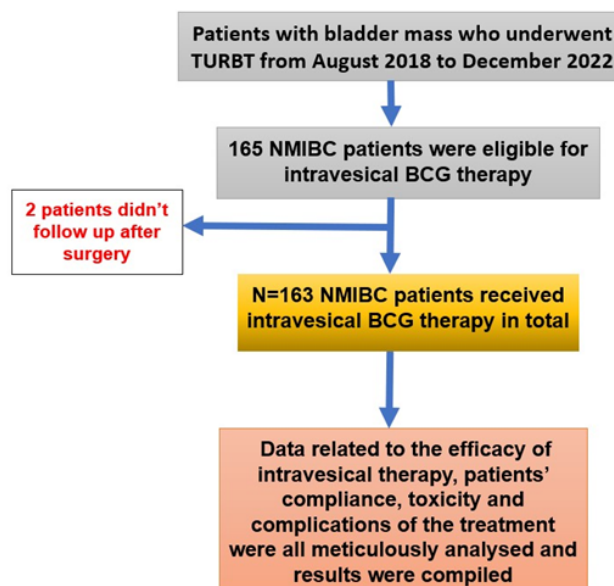 Patients with bladder mass who underwent
TURBT from August 2018 to December 2022
165 NMIBC patients were eligible for
intravesical BCG therapy
2 patients didn’t
follow up after
surgery
N=163 NMIBC patients received
intravesical BCG therapy in total
Data related to the efficacy of
intravesical therapy, patients’
compliance, toxicity and
complications of the treatment
were all meticulously analysed and
results were compiled